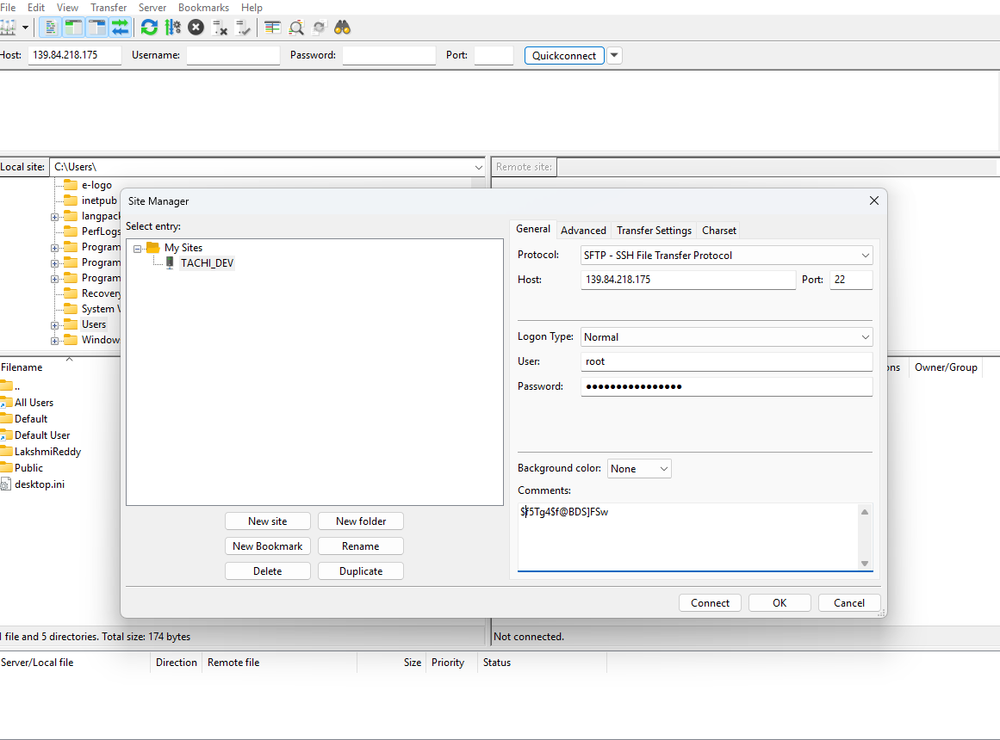 File Edit View Transfer Server Bookmarks Help
Host: 139.84.218.175 Username: Password: Port: Quickconnect
Local site: C:\Users\
Remote site:
e-logo
inetpub
langpack
PerfLogs
Program
Program
Program
Recovery
System
Users
Window
Filename
..
All Users
Default
Default User
LakshmiReddy
Public
desktop.ini
Site Manager
Select entry:
My Sites
TACHI_DEV
New site New folder
New Bookmark Rename
Delete Duplicate
General Advanced Transfer Settings Charset
Protocol: SFTP - SSH File Transfer Protocol
Host: 139.84.218.175 Port: 22
Logon Type: Normal
User: root
Password: ●●●●●●●●●●●●●●●●
Background color: None
Comments:
$f5Tg4$f@BDS]FSw
Connect OK Cancel
ons Owner/Group
file and 5 directories. Total size: 174 bytes
Not connected.
Server/Local file Direction Remote file Size Priority Status